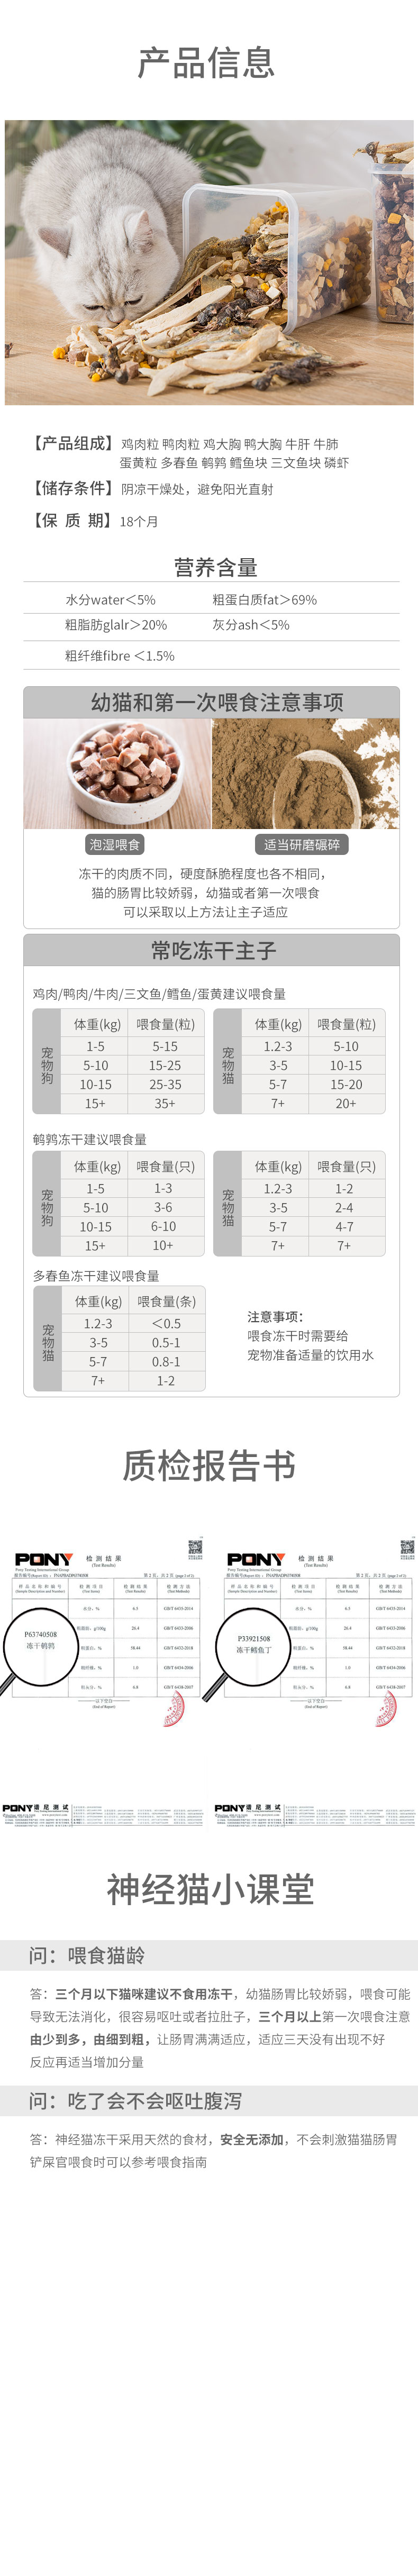 产品信息
【产品组成】鸡肉粒 鸭肉粒 鸡大胸 鸭大胸 牛肝 牛肺
蛋黄粒 多春鱼 鹌鹑 鳕鱼块 三文鱼块 磷虾
【储存条件】阴凉干燥处，避免阳光直射
【保 质 期】18个月
营养含量
水分water＜5% 粗蛋白质fat＞69%
粗脂肪glalr＞20% 灰分ash＜5%
粗纤维fibre ＜1.5%
幼猫和第一次喂食注意事项
泡湿喂食 适当研磨碾碎
冻干的肉质不同，硬度酥脆程度也各不相同，
猫的肠胃比较娇弱，幼猫或者第一次喂食
可以采取以上方法让主子适应
常吃冻干主子
鸡肉/鸭肉/牛肉/三文鱼/鳕鱼/蛋黄建议喂食量
宠物狗
体重(kg) 喂食量(粒)
1-5 5-15
5-10 15-25
10-15 25-35
15+ 35+
宠物猫
体重(kg) 喂食量(粒)
1.2-3 5-10
3-5 10-15
5-7 15-20
7+ 20+
鹌鹑冻干建议喂食量
宠物狗
体重(kg) 喂食量(只)
1-5 1-3
5-10 3-6
10-15 6-10
15+ 10+
宠物猫
体重(kg) 喂食量(只)
1.2-3 1-2
3-5 2-4
5-7 4-7
7+ 7+
多春鱼冻干建议喂食量
宠物猫
体重(kg) 喂食量(条)
1.2-3 ＜0.5
3-5 0.5-1
5-7 0.8-1
7+ 1-2
注意事项：
喂食冻干时需要给
宠物准备适量的饮用水
质检报告书
PONY 检测结果
(Test Results)
Pony Testing International Group
P63740508
冻干鹌鹑
PONY谱尼测试
PONY 检测结果
(Test Results)
Pony Testing International Group
P33921508
冻干鳕鱼丁
PONY谱尼测试
神经猫小课堂
问：喂食猫龄
答：三个月以下猫咪建议不食用冻干，幼猫肠胃比较娇弱，喂食可能
导致无法消化，很容易呕吐或者拉肚子，三个月以上第一次喂食注意
由少到多，由细到粗，让肠胃满满适应，适应三天没有出现不好
反应再适当增加分量
问：吃了会不会呕吐腹泻
答：神经猫冻干采用天然的食材，安全无添加，不会刺激猫猫肠胃
铲屎官喂食时可以参考喂食指南